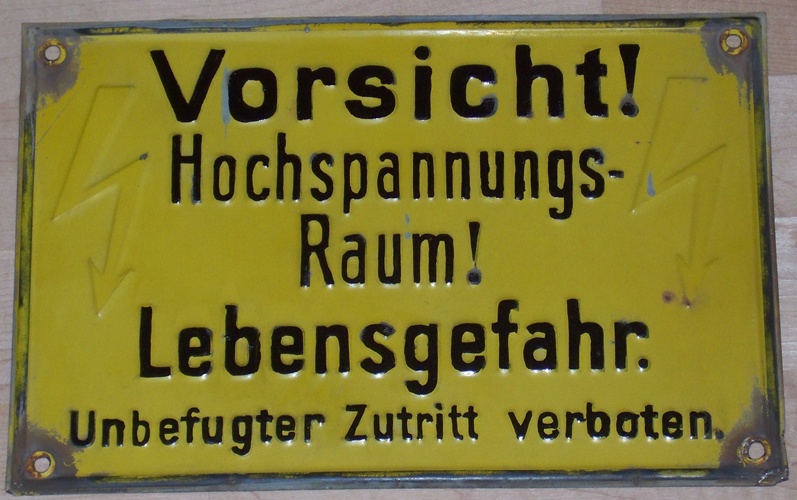 Vorsicht!
Hochspannungs-
Raum!
Lebensgefahr.
Unbefugter Zutritt verboten.